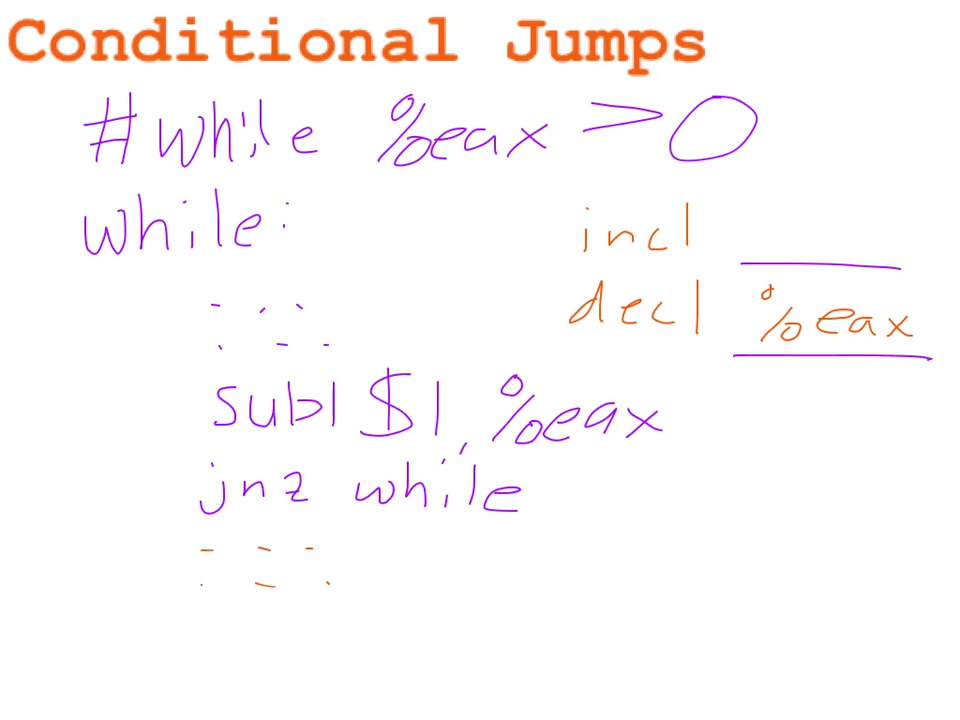 Conditional Jumps
#while %eax > 0
while:
incl
decl %eax
...
...
subl $1, %eax
jnz while
...
...